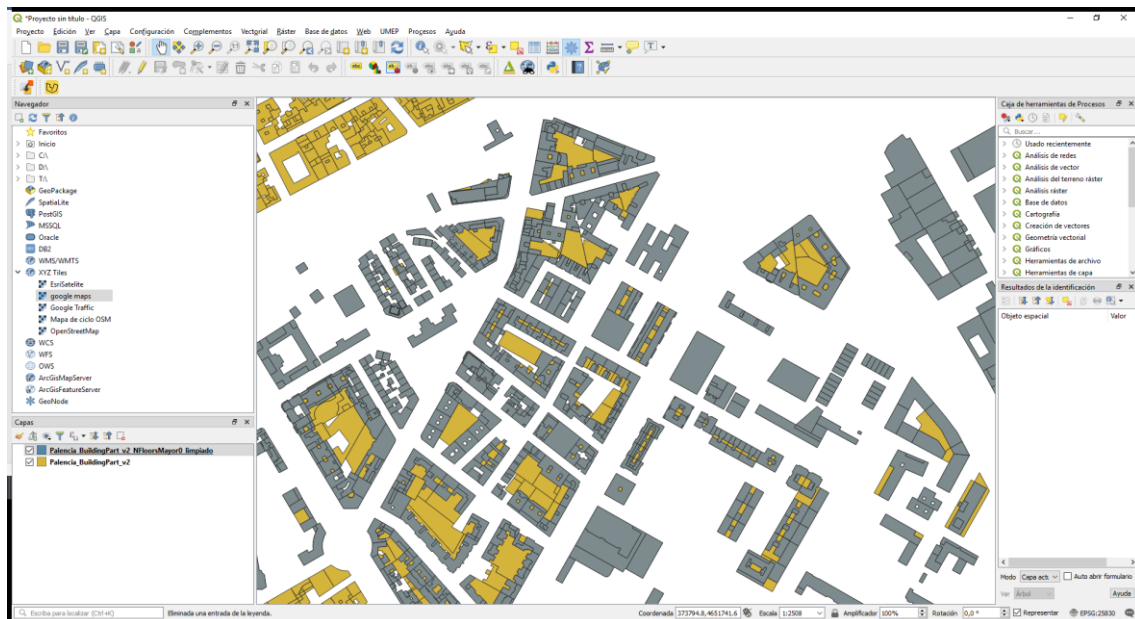 *Proyecto sin título - QGIS
Proyecto Edición Ver Capa Configuración Complementos Vectorial Ráster Base de datos Web UMEP Procesos Ayuda
Navegador
Favoritos
Inicio
C:\
D:\
T:\
GeoPackage
SpatiaLite
PostGIS
MSSQL
Oracle
DB2
WMS/WMTS
XYZ Tiles
EsriSatelite
google maps
Google Traffic
Mapa de ciclo OSM
OpenStreetMap
WCS
WFS
OWS
ArcGisMapServer
ArcGisFeatureServer
GeoNode
Capas
Palencia_BuildingPart_v2_NFloorsMayor0_limpiado
Palencia_BuildingPart_v2
Caja de herramientas de Procesos
Buscar...
Usado recientemente
Análisis de redes
Análisis de vector
Análisis del terreno ráster
Análisis ráster
Base de datos
Cartografía
Creación de vectores
Geometría vectorial
Gráficos
Herramientas de archivo
Herramientas de capa
Resultados de la identificación
Objeto espacial Valor
Modo Capa actı Auto abrir formulario
Ver Árbol Ayuda
Escriba para localizar (Ctrl+K) Eliminada una entrada de la leyenda. Coordenada 373794.8,4651741.6 Escala 1:2508 Amplificador 100% Rotación 0,0 ° Representar EPSG:25830